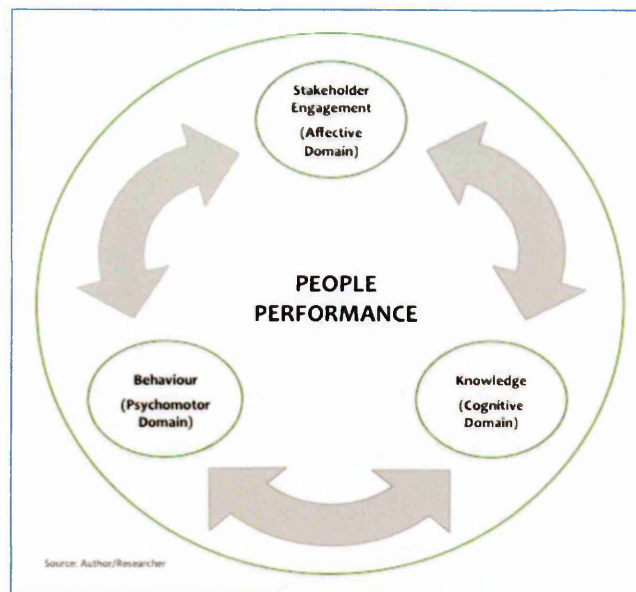 Stakeholder
Engagement
(Affective
Domain)
PEOPLE
PERFORMANCE
Behaviour
(Psychomotor
Domain)
Knowledge
(Cognitive
Domain)
Source: Author/Researcher